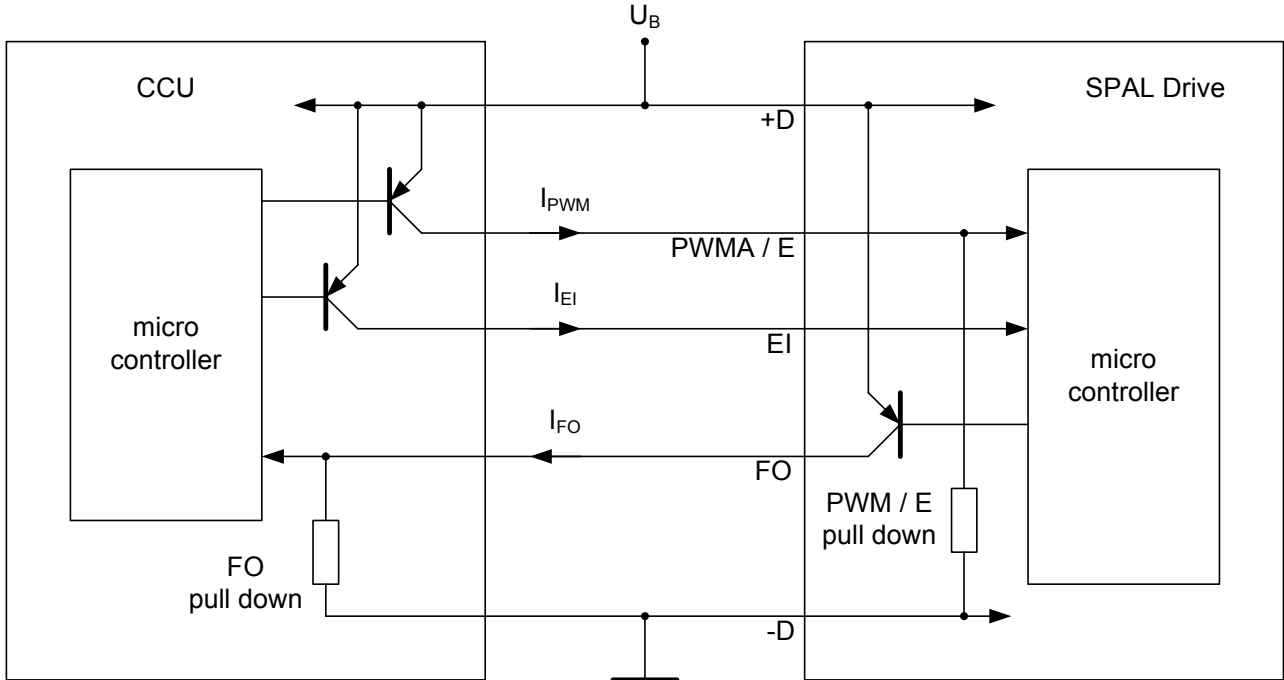 U_B
CCU
SPAL Drive
+D
I_PWM
PWMA / E
I_EI
EI
micro
controller
micro
controller
I_FO
FO
PWM / E
pull down
FO
pull down
-D